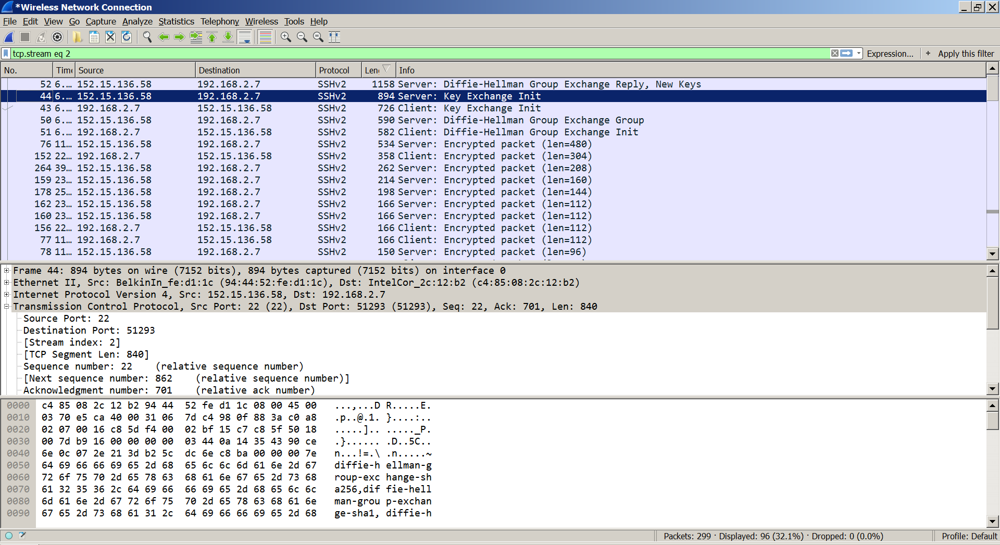 *Wireless Network Connection
File Edit View Go Capture Analyze Statistics Telephony Wireless Tools Help
tcp.stream eq 2 Expression... + Apply this filter
No. Time Source Destination Protocol Len Info
52 6.… 152.15.136.58 192.168.2.7 SSHv2 1158 Server: Diffie-Hellman Group Exchange Reply, New Keys
44 6.… 152.15.136.58 192.168.2.7 SSHv2 894 Server: Key Exchange Init
43 6.… 192.168.2.7 152.15.136.58 SSHv2 726 Client: Key Exchange Init
50 6.… 152.15.136.58 192.168.2.7 SSHv2 590 Server: Diffie-Hellman Group Exchange Group
51 6.… 192.168.2.7 152.15.136.58 SSHv2 582 Client: Diffie-Hellman Group Exchange Init
76 11… 152.15.136.58 192.168.2.7 SSHv2 534 Server: Encrypted packet (len=480)
152 22… 192.168.2.7 152.15.136.58 SSHv2 358 Client: Encrypted packet (len=304)
264 39… 152.15.136.58 192.168.2.7 SSHv2 262 Server: Encrypted packet (len=208)
159 23… 152.15.136.58 192.168.2.7 SSHv2 214 Server: Encrypted packet (len=160)
178 25… 152.15.136.58 192.168.2.7 SSHv2 198 Server: Encrypted packet (len=144)
162 23… 152.15.136.58 192.168.2.7 SSHv2 166 Server: Encrypted packet (len=112)
160 23… 152.15.136.58 192.168.2.7 SSHv2 166 Server: Encrypted packet (len=112)
156 22… 192.168.2.7 152.15.136.58 SSHv2 166 Client: Encrypted packet (len=112)
77 11… 192.168.2.7 152.15.136.58 SSHv2 166 Client: Encrypted packet (len=112)
78 11… 152.15.136.58 192.168.2.7 SSHv2 150 Server: Encrypted packet (len=96)
Frame 44: 894 bytes on wire (7152 bits), 894 bytes captured (7152 bits) on interface 0
Ethernet II, Src: BelkinIn_fe:d1:1c (94:44:52:fe:d1:1c), Dst: IntelCor_2c:12:b2 (c4:85:08:2c:12:b2)
Internet Protocol Version 4, Src: 152.15.136.58, Dst: 192.168.2.7
Transmission Control Protocol, Src Port: 22 (22), Dst Port: 51293 (51293), Seq: 22, Ack: 701, Len: 840
Source Port: 22
Destination Port: 51293
[Stream index: 2]
[TCP Segment Len: 840]
Sequence number: 22 (relative sequence number)
[Next sequence number: 862 (relative sequence number)]
Acknowledgment number: 701 (relative ack number)
0000 c4 85 08 2c 12 b2 94 44 52 fe d1 1c 08 00 45 00 ...,...D R.....E.
0010 03 70 e5 ca 40 00 31 06 7d c4 98 0f 88 3a c0 a8 .p..@.1. }....:..
0020 02 07 00 16 c8 5d f4 00 02 bf 15 c7 c8 5f 50 18 .....].. ....._P.
0030 00 7d b9 16 00 00 00 00 03 44 0a 14 35 43 90 ce .}...... .D..5C..
0040 6e 0c 07 2e 21 3d b2 5c dc 6e c8 ba 00 00 00 7e n...!=.\ .n.....~
0050 64 69 66 66 69 65 2d 68 65 6c 6c 6d 61 6e 2d 67 diffie-h ellman-g
0060 72 6f 75 70 2d 65 78 63 68 61 6e 67 65 2d 73 68 roup-exc hange-sh
0070 61 32 35 36 2c 64 69 66 66 69 65 2d 68 65 6c 6c a256,dif fie-hell
0080 6d 61 6e 2d 67 72 6f 75 70 2d 65 78 63 68 61 6e man-grou p-exchan
0090 67 65 2d 73 68 61 31 2c 64 69 66 66 69 65 2d 68 ge-sha1, diffie-h
Packets: 299 · Displayed: 96 (32.1%) · Dropped: 0 (0.0%) Profile: Default